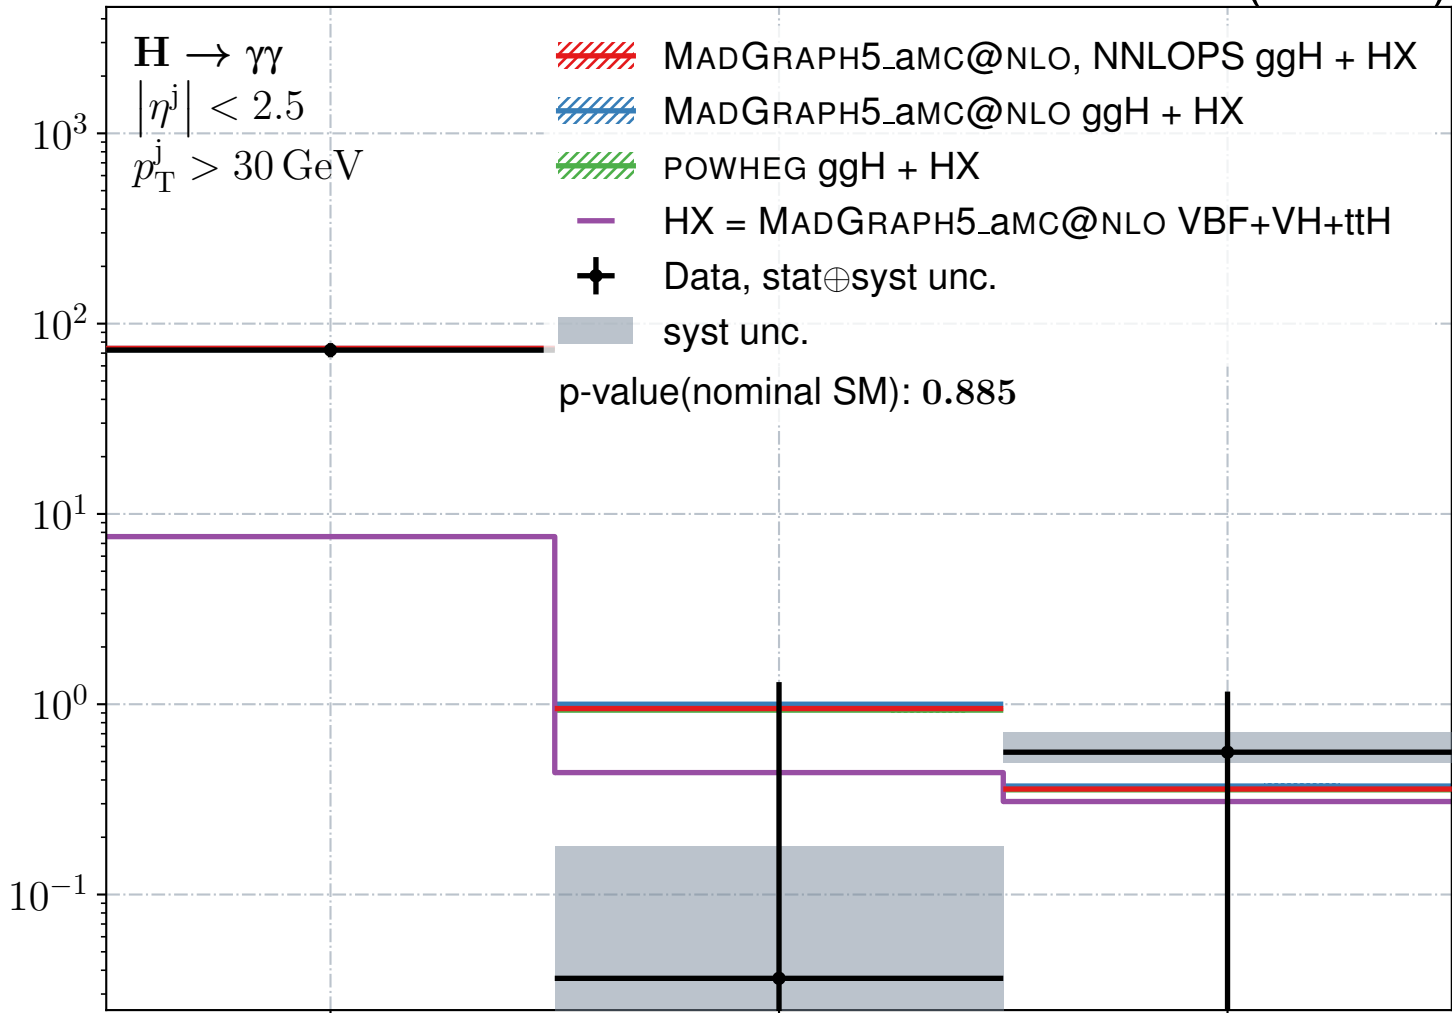 H → γγ
|η^j| < 2.5
p_T^j > 30 GeV
MADGRAPH5_aMC@NLO, NNLOPS ggH + HX
MADGRAPH5_aMC@NLO ggH + HX
POWHEG ggH + HX
HX = MADGRAPH5_aMC@NLO VBF+VH+ttH
Data, stat⊕syst unc.
syst unc.
p-value(nominal SM): 0.885
10^3
10^2
10^1
10^0
10^−1